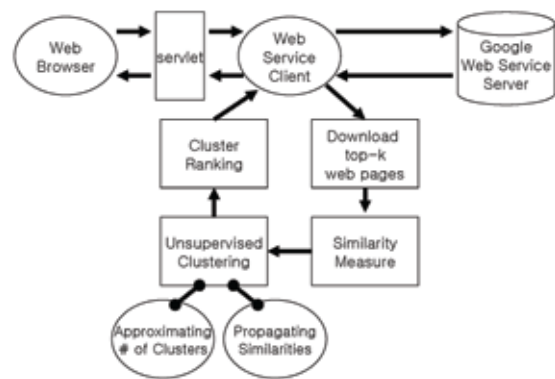 Web
Browser
servlet
Web
Service
Client
Google
Web Service
Server
Cluster
Ranking
Download
top-k
web pages
Unsupervised
Clustering
Similarity
Measure
Approximating
# of Clusters
Propagating
Similarities